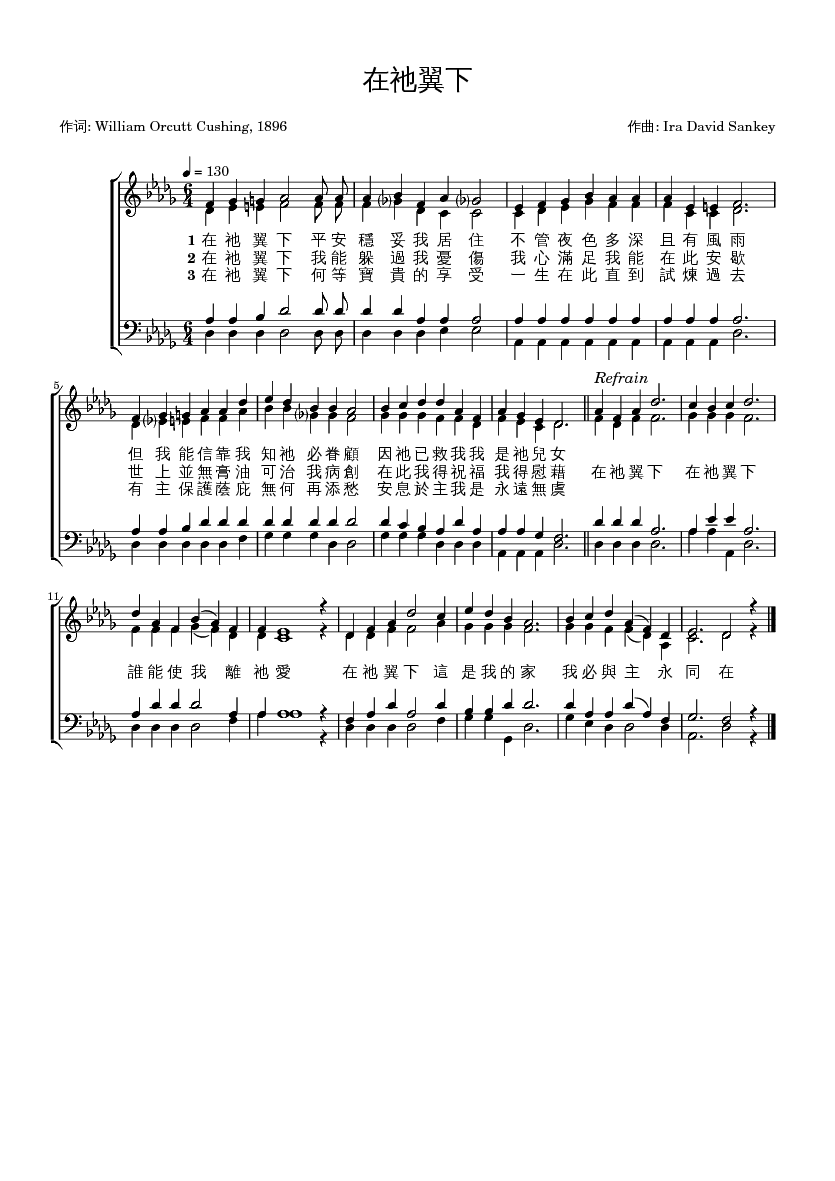 在祂翼下
作词: William Orcutt Cushing, 1896
作曲: Ira David Sankey
= 130
1 在 祂 翼 下 平 安 穩 妥 我 居 住 不 管 夜 色 多 深 且 有 風 雨
2 在 祂 翼 下 我 能 躲 過 我 憂 傷 我 心 滿 足 我 能 在 此 安 歇
3 在 祂 翼 下 何 等 寶 貴 的 享 受 一 生 在 此 直 到 試 煉 過 去
5
Refrain
但 我 能 信 靠 我 知 祂 必 眷 顧 因 祂 已 救 我 我 是 祂 兒 女
世 上 並 無 膏 油 可 治 我 病 創 在 此 我 得 祝 福 我 得 慰 藉 在 祂 翼 下 在 祂 翼 下
有 主 保 護 蔭 庇 無 何 再 添 愁 安 息 於 主 我 是 永 遠 無 虞
11
誰 能 使 我 離 祂 愛 在 祂 翼 下 這 是 我 的 家 我 必 與 主 永 同 在